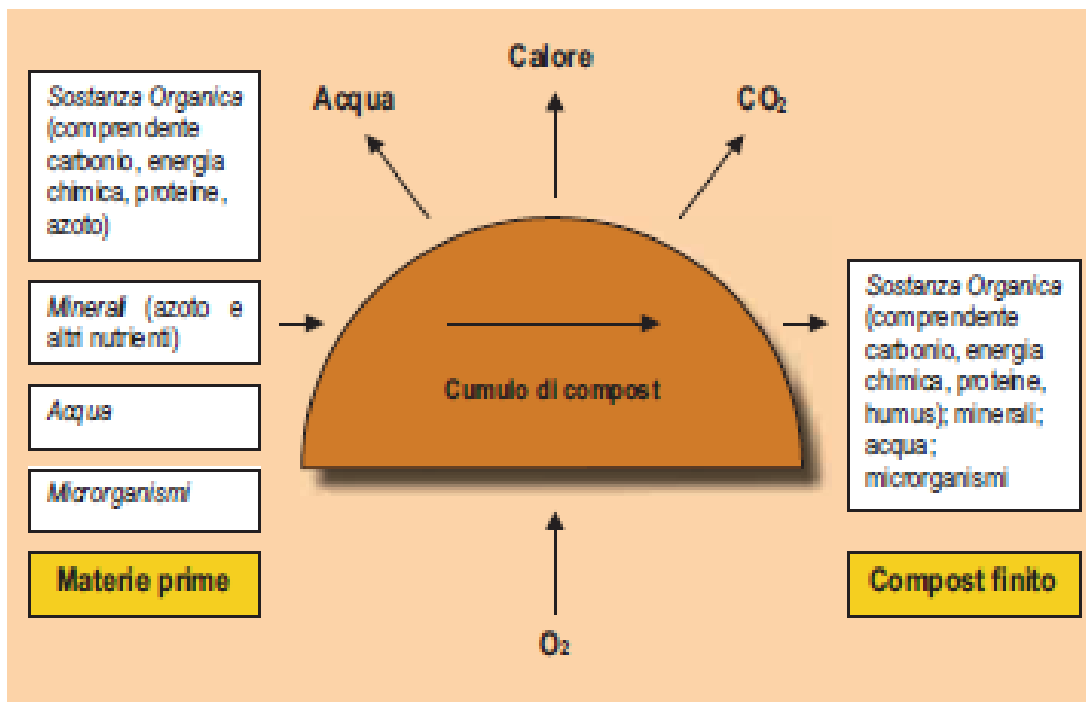 Calore
Acqua
CO₂
Sostanza Organica
(comprendente
carbonio, energia
chimica, proteine,
azoto)
Minerali (azoto e
altri nutrienti)
Acqua
Microrganismi
Materie prime
Cumulo di compost
O₂
Sostanza Organica
(comprendente
carbonio, energia
chimica, proteine,
humus); minerali;
acqua;
microrganismi
Compost finito